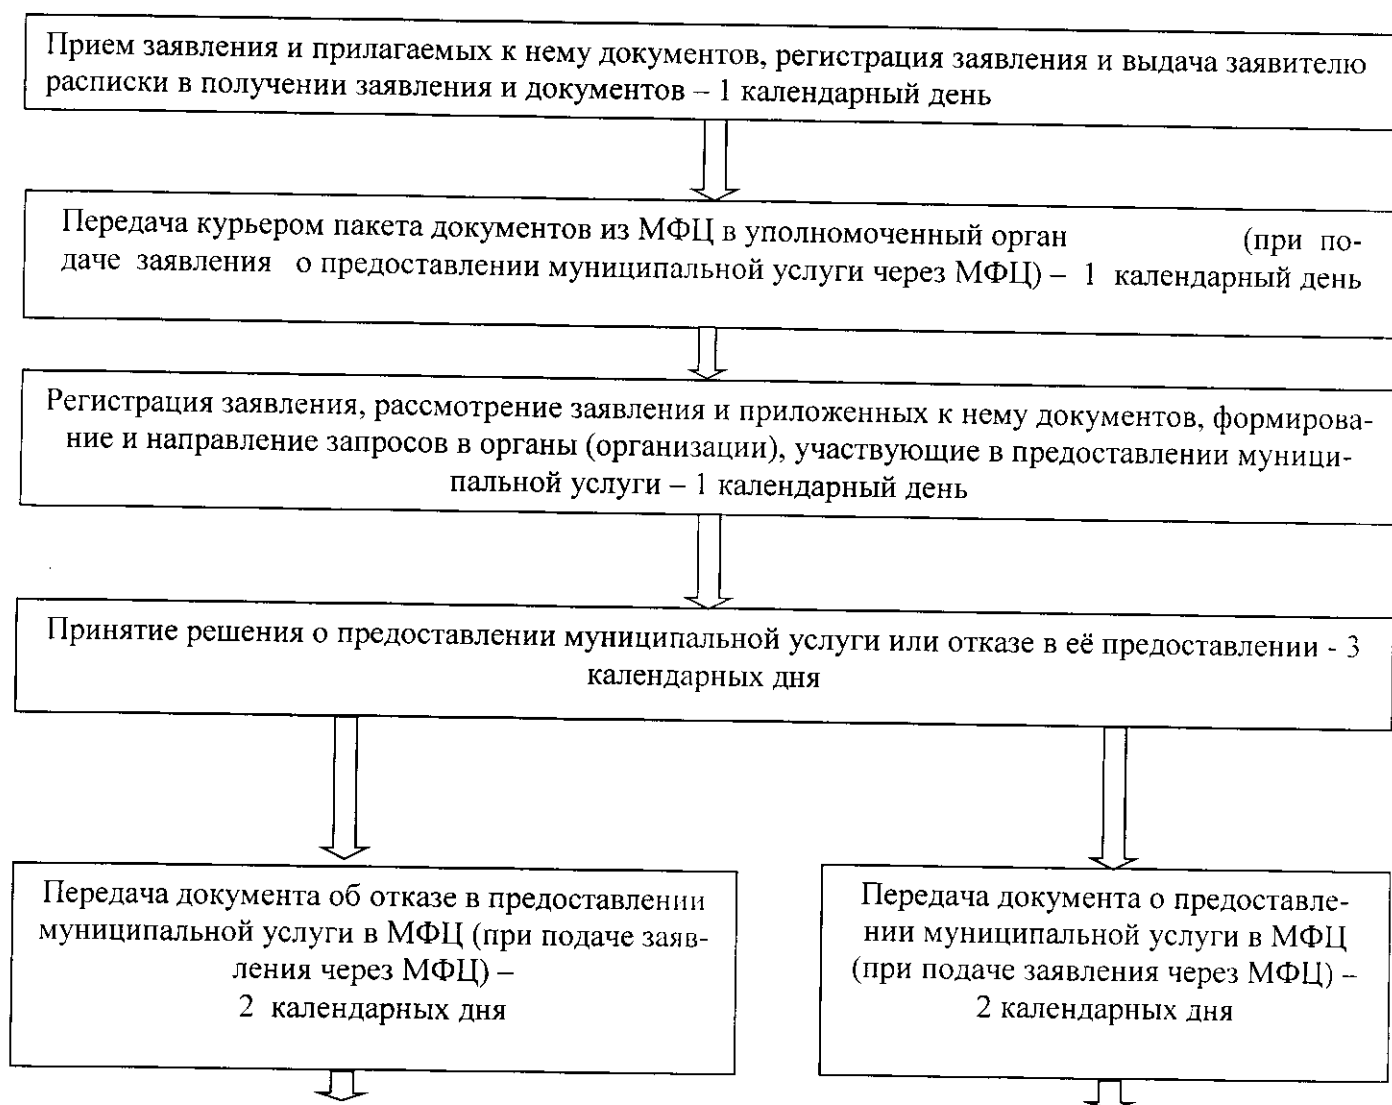 Прием заявления и прилагаемых к нему документов, регистрация заявления и выдача заявителю
расписки в получении заявления и документов – 1 календарный день
Передача курьером пакета документов из МФЦ в уполномоченный орган (при по-
даче заявления о предоставлении муниципальной услуги через МФЦ) – 1 календарный день
Регистрация заявления, рассмотрение заявления и приложенных к нему документов, формирова-
ние и направление запросов в органы (организации), участвующие в предоставлении муници-
пальной услуги – 1 календарный день
Принятие решения о предоставлении муниципальной услуги или отказе в её предоставлении - 3
календарных дня
Передача документа об отказе в предоставлении
муниципальной услуги в МФЦ (при подаче заяв-
ления через МФЦ) –
2 календарных дня
Передача документа о предоставле-
нии муниципальной услуги в МФЦ
(при подаче заявления через МФЦ) –
2 календарных дня